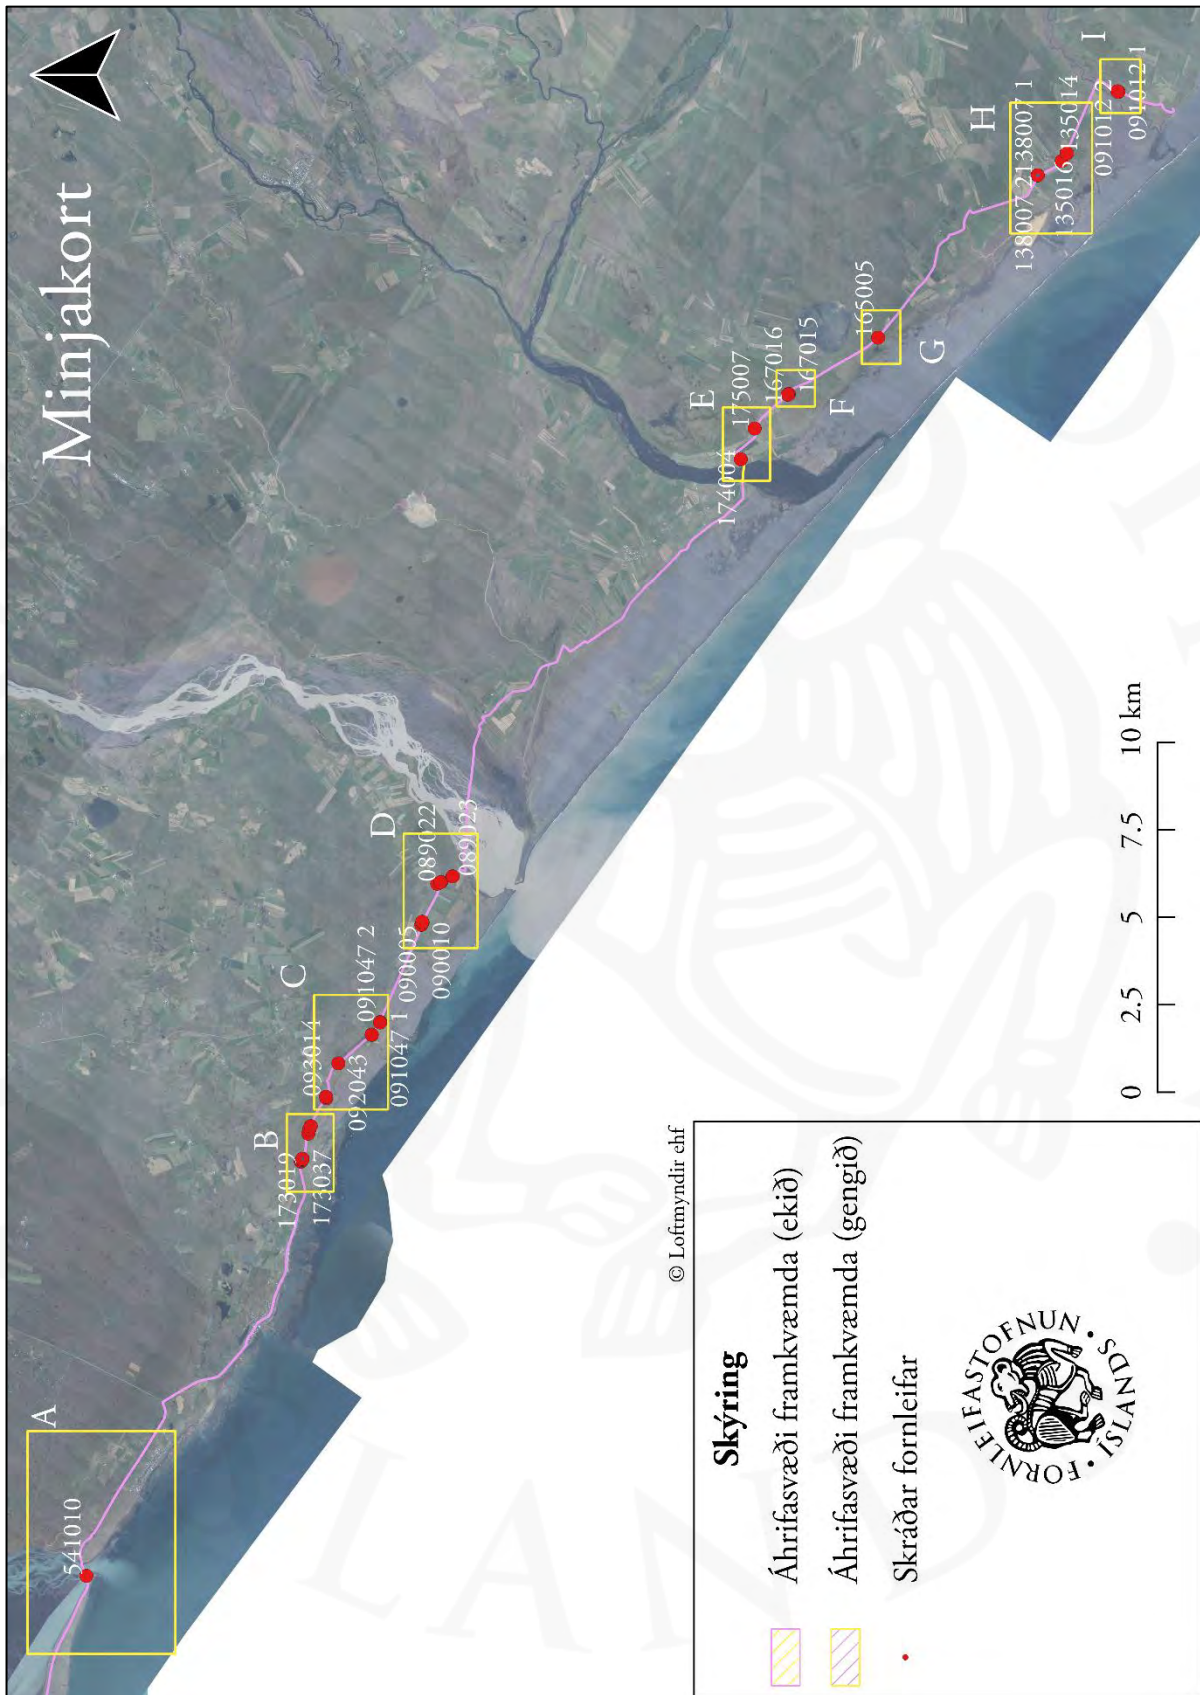 Minjakort
A
541010
B
173019
173037
C
093014
092043
091047 2
091047 1
D
090005
090010
089022
089023
E
174004
175007
F
167016
167015
G
165005
H
138007 2
138007 1
135016
135014
I
091012 2
091012 1
© Loftmyndir ehf
0
2.5
5
7.5
10 km
Skýring
Áhrifasvæði framkvæmda (ekið)
Áhrifasvæði framkvæmda (gengið)
Skráðar fornleifar
FORNLEIFASTOFNUN · ÍSLANDS ·